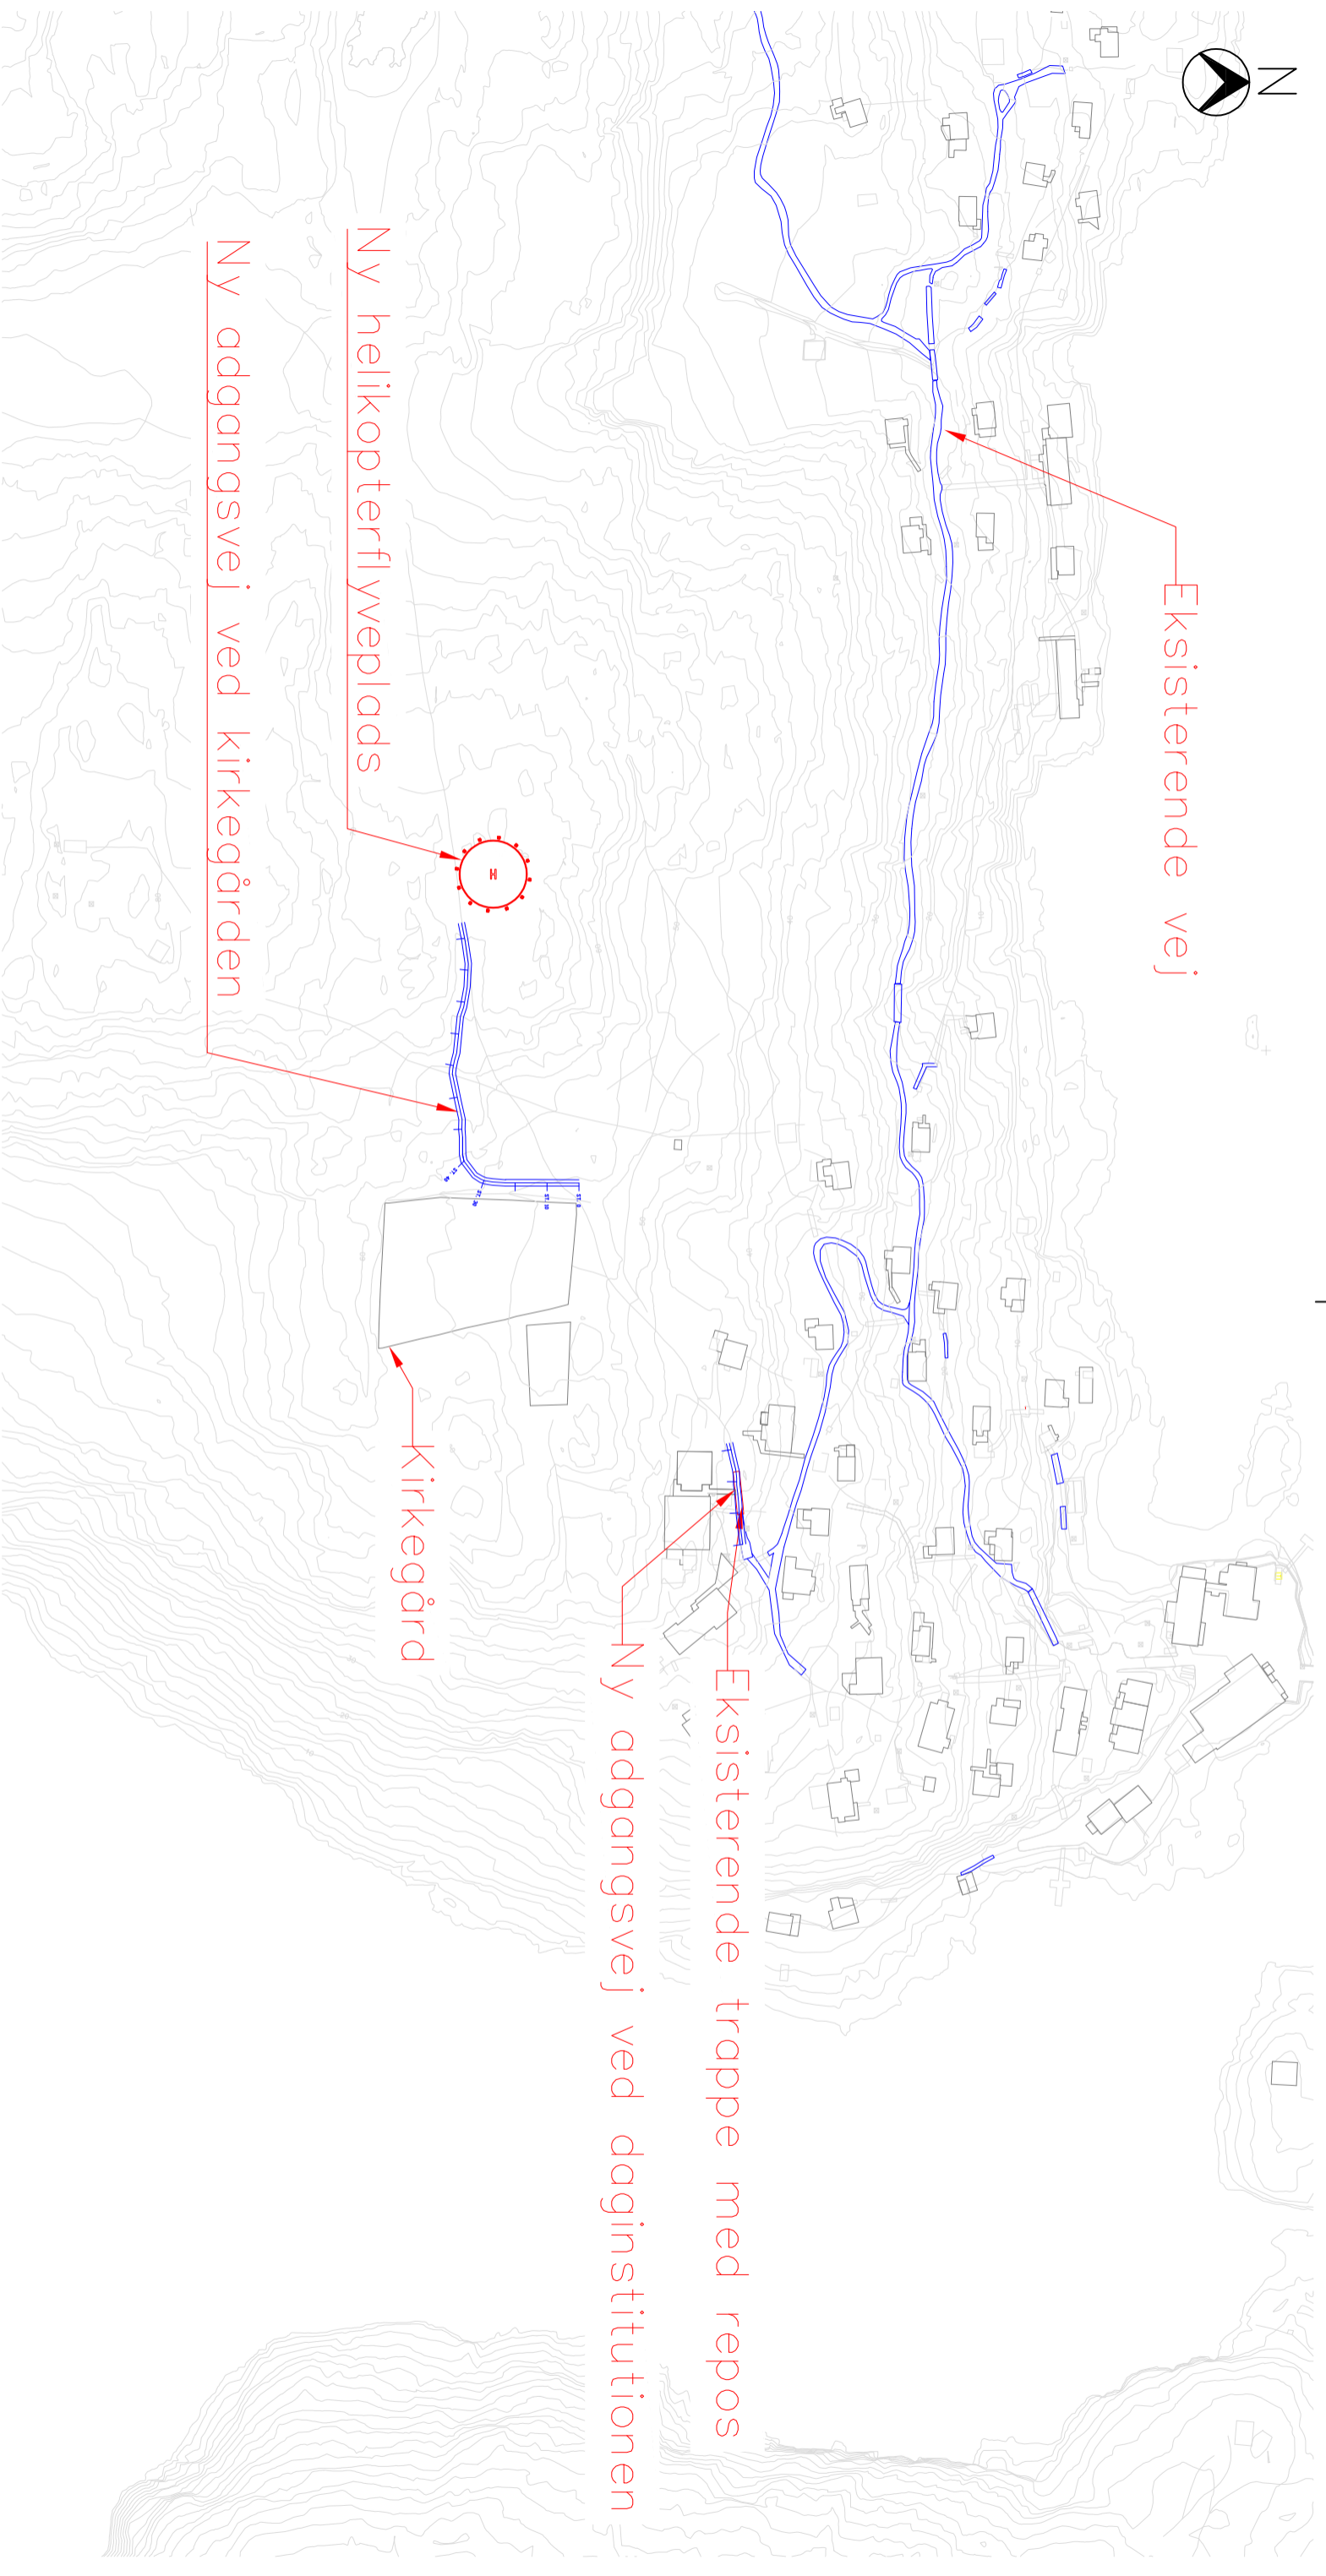 N
Eksisterende vej
Ny helikopterflyveplads
Ny adgangsvej ved kirkegården
H
Kirkegård
Eksisterende trappe med repos
Ny adgangsvej ved daginstitutionen